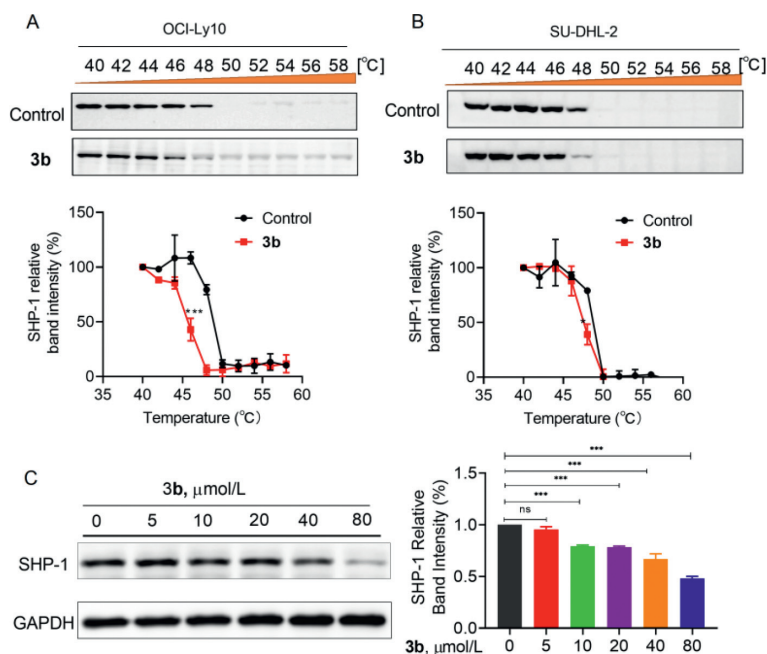 A
OCI-Ly10
40 42 44 46 48 50 52 54 56 58 [°C]
Control
3b
150
100
50
0
35 40 45 50 55 60
SHP-1 relative
band intensity (%)
Control
3b
***
Temperature (°C)
B
SU-DHL-2
40 42 44 46 48 50 52 54 56 58 [°C]
Control
3b
150
100
50
0
35 40 45 50 55 60
SHP-1 relative
band intensity (%)
Control
3b
*
Temperature (°C)
C
3b, μmol/L
0 5 10 20 40 80
SHP-1
GAPDH
SHP-1 Relative
Band Intensity (%)
1.5
1.0
0.5
0.0
***
***
***
***
ns
3b, μmol/L 0 5 10 20 40 80